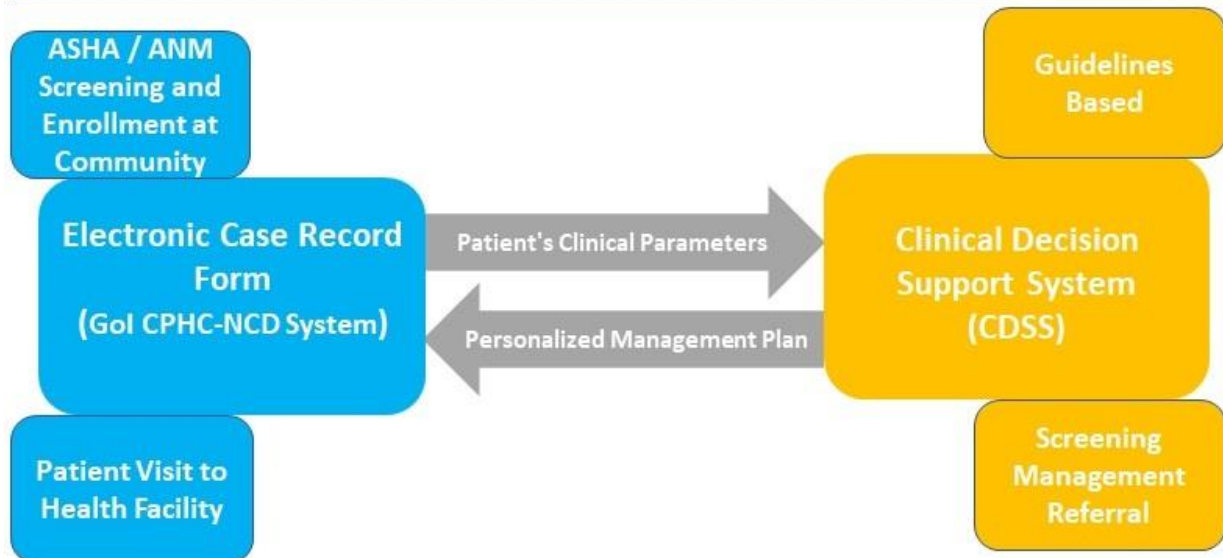 ASHA / ANM
Screening and
Enrollment at
Community
Electronic Case Record
Form
(GoI CPHC-NCD System)
Patient Visit to
Health Facility
Patient's Clinical Parameters
Personalized Management Plan
Guidelines
Based
Clinical Decision
Support System
(CDSS)
Screening
Management
Referral